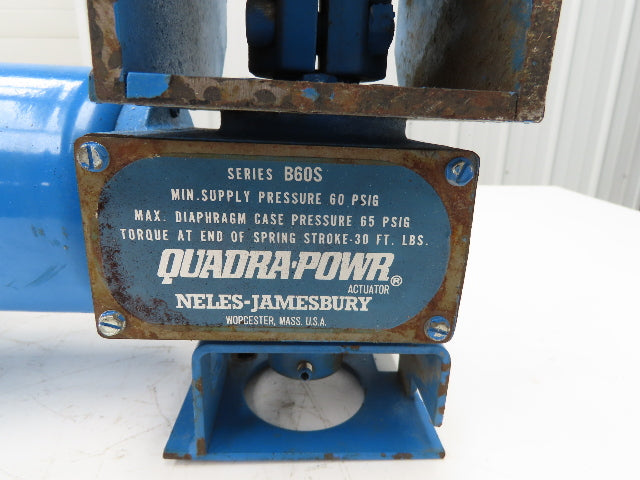 SERIES B60S
MIN. SUPPLY PRESSURE 60 PSIG
MAX. DIAPHRAGM CASE PRESSURE 65 PSIG
TORQUE AT END OF SPRING STROKE-30 FT. LBS.
QUADRA-POWR®
ACTUATOR
NELES-JAMESBURY
WORCESTER, MASS. U.S.A.